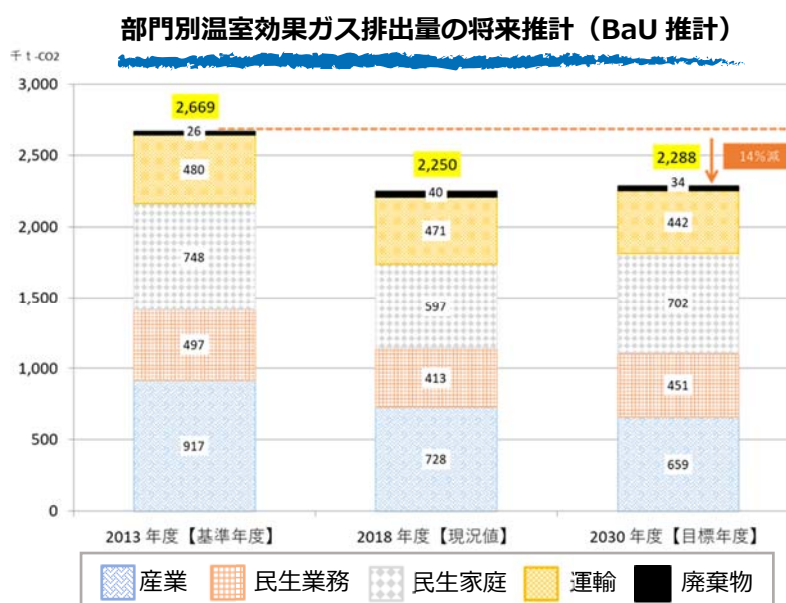 部門別温室効果ガス排出量の将来推計（BaU 推計）
千ｔ-CO2
3,000
2,500
2,000
1,500
1,000
500
0
2,669
26
480
748
497
917
2,250
40
471
597
413
728
2,288
34
442
702
451
659
14%減
2013 年度【基準年度】
2018 年度【現況値】
2030 年度【目標年度】
産業
民生業務
民生家庭
運輸
廃棄物